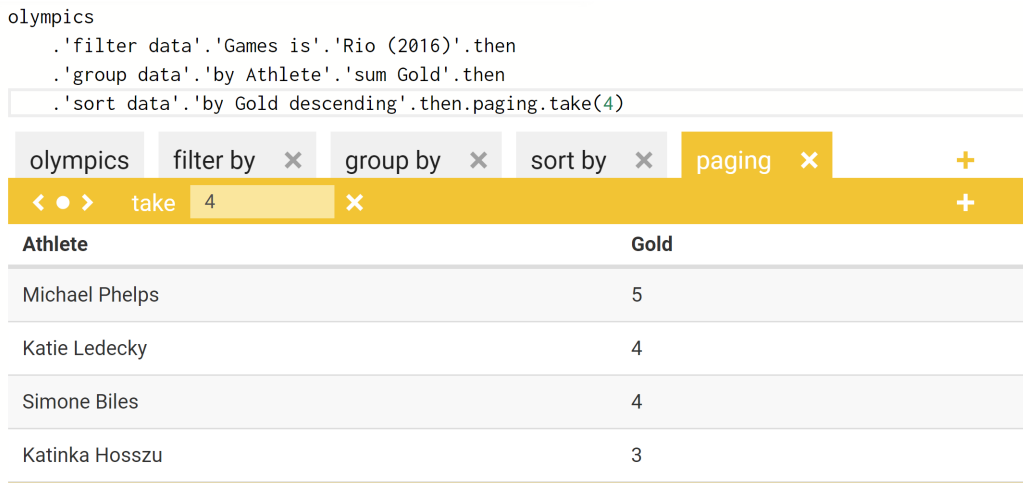 olympics
.'filter data'.'Games is'.'Rio (2016)'.then
.'group data'.'by Athlete'.'sum Gold'.then
.'sort data'.'by Gold descending'.then.paging.take(4)
olympics filter by × group by × sort by × paging × +
take 4 × +
Athlete Gold
Michael Phelps 5
Katie Ledecky 4
Simone Biles 4
Katinka Hosszu 3